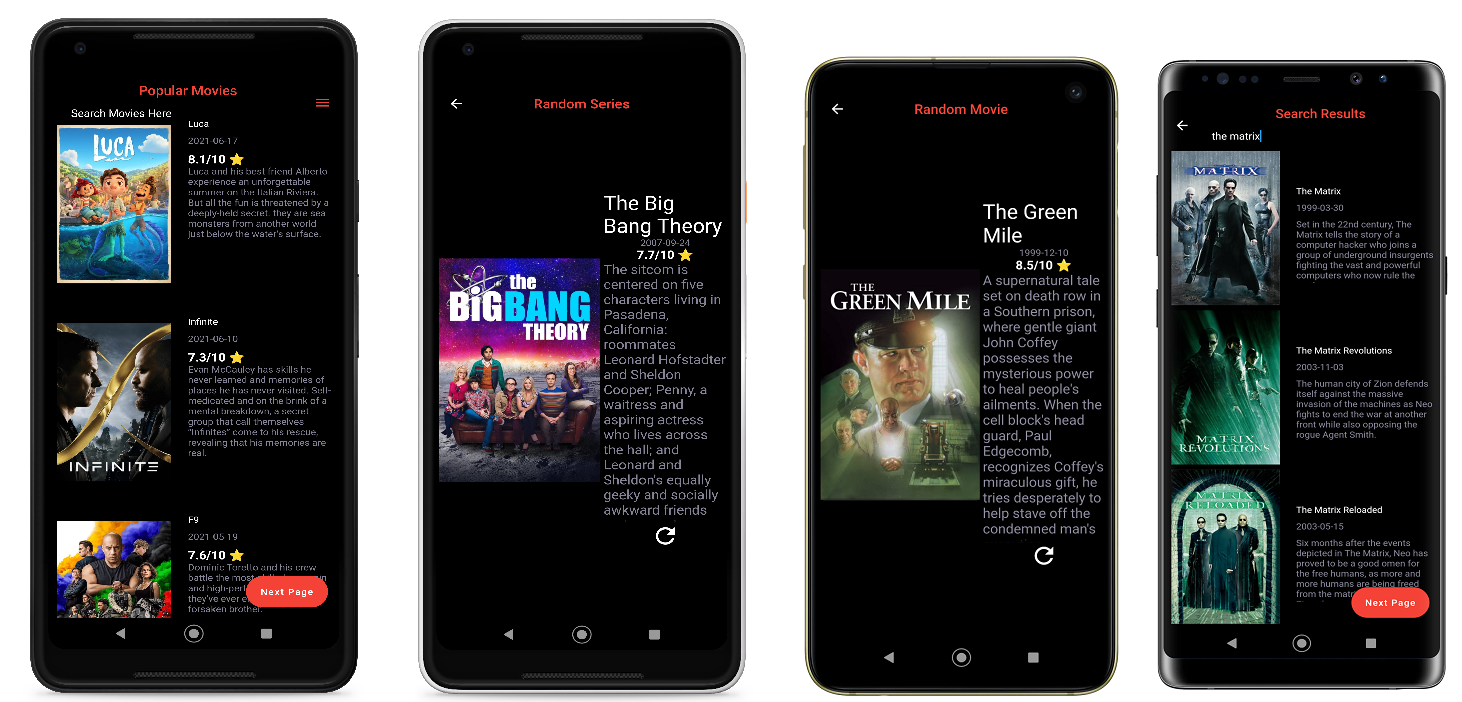 Popular Movies
Search Movies Here
LUCA
Luca
2021-06-17
8.1/10
Luca and his best friend Alberto
experience an unforgettable
summer on the Italian Riviera.
But all the fun is threatened by a
deeply-held secret: they are sea
monsters from another world
just below the water's surface.
INFINITE
Infinite
2021-06-10
7.3/10
Evan McCauley has skills he
never learned and memories of
places he has never visited. Self-
medicated and on the brink of a
mental breakdown, a secret
group that call themselves
"Infinites" come to his rescue,
revealing that his memories are
real.
F9
2021-05-19
7.6/10
Dominic Toretto and his crew
battle the most
and high-perf
they've ever e
forsaken brother.
Next Page
Random Series
the
BIG BANG
THEORY
The Big
Bang Theory
2007-09-24
7.7/10
The sitcom is
centered on five
characters living in
Pasadena,
California:
roommates
Leonard Hofstadter
and Sheldon
Cooper; Penny, a
waitress and
aspiring actress
who lives across
the hall; and
Leonard and
Sheldon's equally
geeky and socially
awkward friends
Random Movie
THE
GREEN MILE
The Green
Mile
1999-12-10
8.5/10
A supernatural tale
set on death row in
a Southern prison,
where gentle giant
John Coffey
possesses the
mysterious power
to heal people's
ailments. When the
cell block's head
guard, Paul
Edgecomb,
recognizes Coffey's
miraculous gift, he
tries desperately to
help stave off the
condemned man's
Search Results
the matrix
MATRIX
The Matrix
1999-03-30
Set in the 22nd century, The
Matrix tells the story of a
computer hacker who joins a
group of underground insurgents
fighting the vast and powerful
computers who now rule the
MATRIX
REVOLUTIONS
The Matrix Revolutions
2003-11-03
The human city of Zion defends
itself against the massive
invasion of the machines as Neo
fights to end the war at another
front while also opposing the
rogue Agent Smith.
MATRIX
RELOADED
The Matrix Reloaded
2003-05-15
Six months after the events
depicted in The Matrix, Neo has
proved to be a good omen for
the free humans, as more and
more humans are being freed
from the matri
Next Page